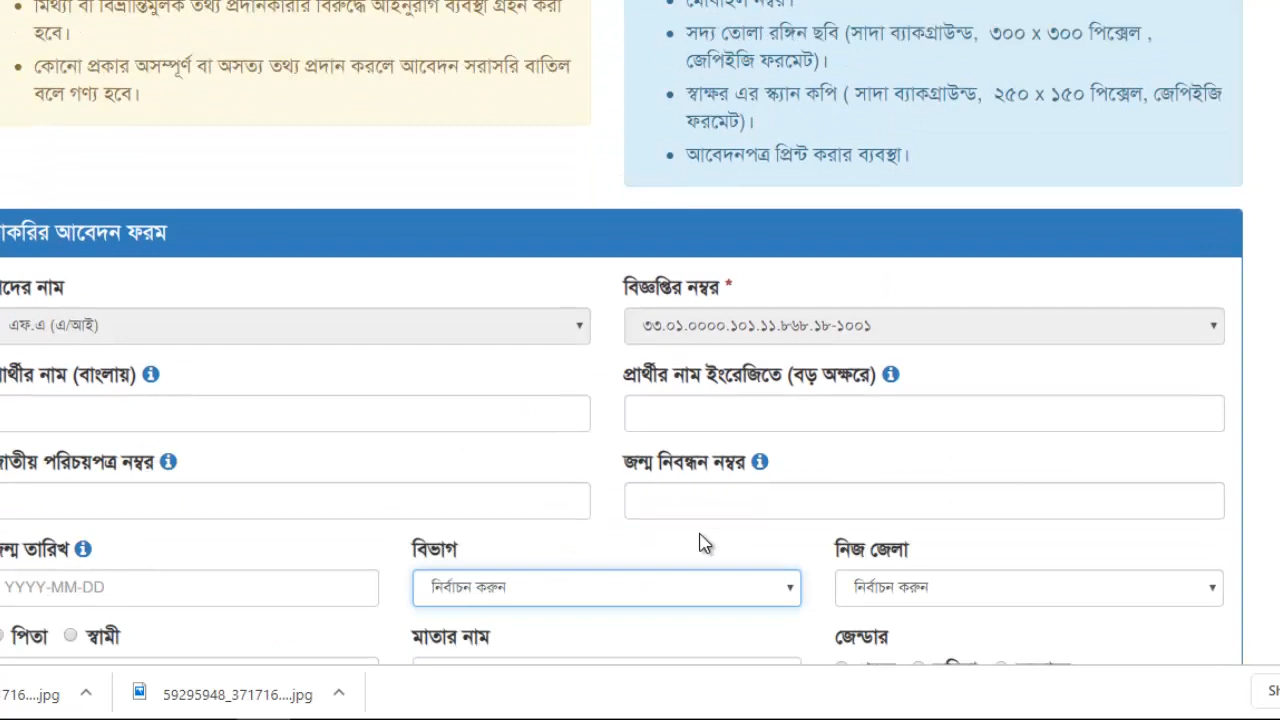 মিথ্যা বা বিভ্রান্তিমূলক তথ্য প্রদানকারীর বিরুদ্ধে আইনানুগ ব্যবস্থা গ্রহন করা
হবে।
কোনো প্রকার অসম্পূর্ণ বা অসত্য তথ্য প্রদান করলে আবেদন সরাসরি বাতিল
বলে গণ্য হবে।
মোবাইল নম্বর।
সদ্য তোলা রঙ্গিন ছবি (সাদা ব্যাকগ্রাউন্ড, ৩০০ x ৩০০ পিক্সেল ,
জেপিইজি ফরমেট)।
স্বাক্ষর এর স্ক্যান কপি ( সাদা ব্যাকগ্রাউন্ড, ২৫০ x ১৫০ পিক্সেল, জেপিইজি
ফরমেট)।
আবেদনপত্র প্রিন্ট করার ব্যবস্থা।
াকরির আবেদন ফরম
দের নাম
বিজ্ঞপ্তির নম্বর *
এফ.এ (এ/আই)
৩৩.০১.০০০০.১০১.১১.৮৬৮.১৮-১০০১
ার্থীর নাম (বাংলায়)
প্রার্থীর নাম ইংরেজিতে (বড় অক্ষরে)
জাতীয় পরিচয়পত্র নম্বর
জন্ম নিবন্ধন নম্বর
ন্ম তারিখ
বিভাগ
নিজ জেলা
YYYY-MM-DD
নির্বাচন করুন
নির্বাচন করুন
পিতা স্বামী
মাতার নাম
জেন্ডার
716....jpg
59295948_371716....jpg
Sh